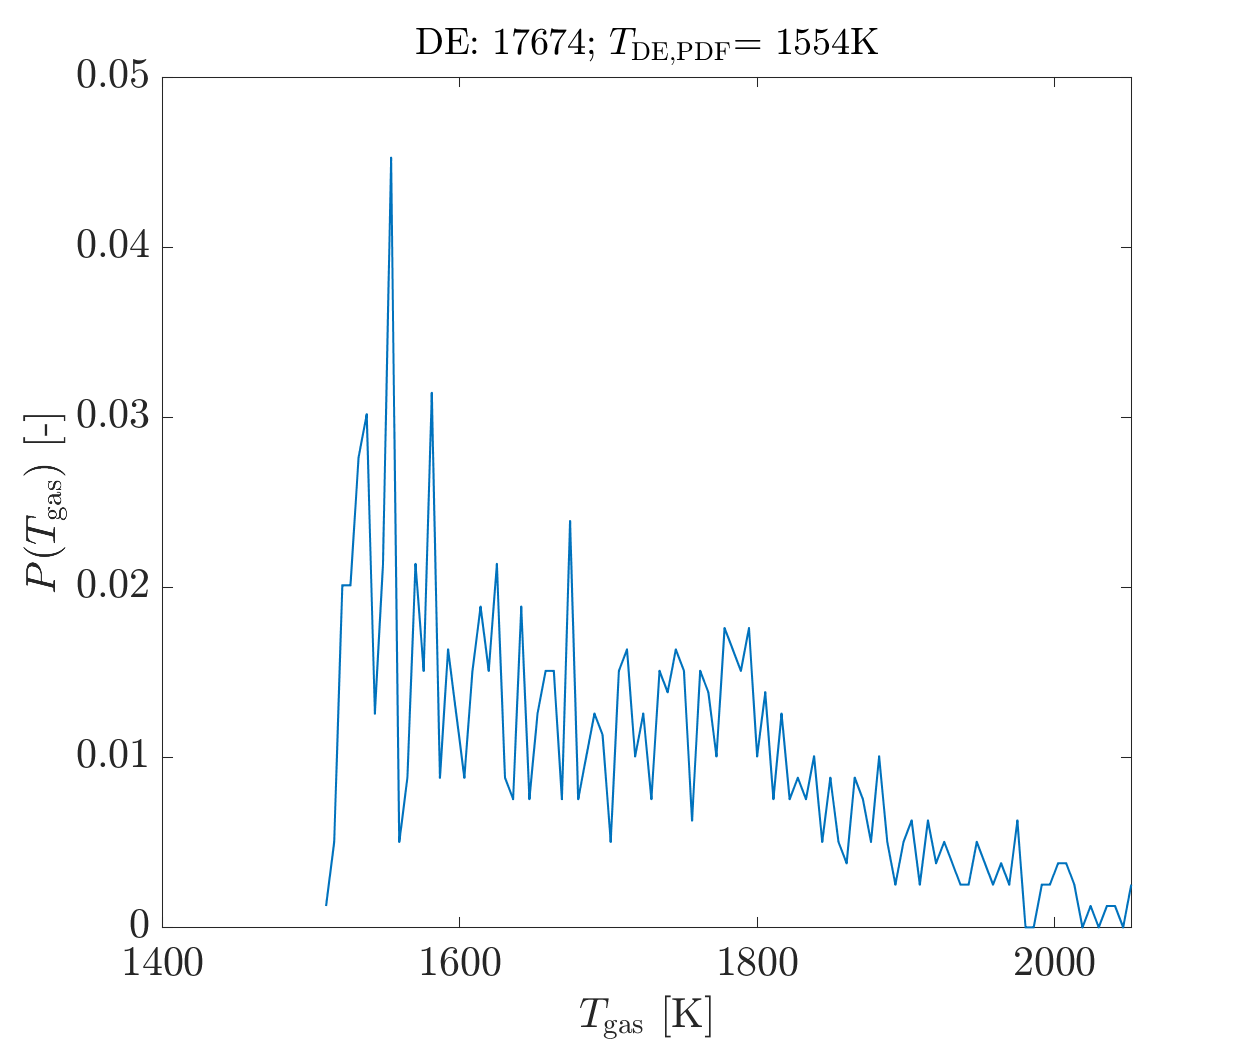 DE: 17674; T_DE,PDF= 1554K
0.05
0.04
0.03
0.02
0.01
0
P(T_gas) [-]
1400 1600 1800 2000
T_gas [K]